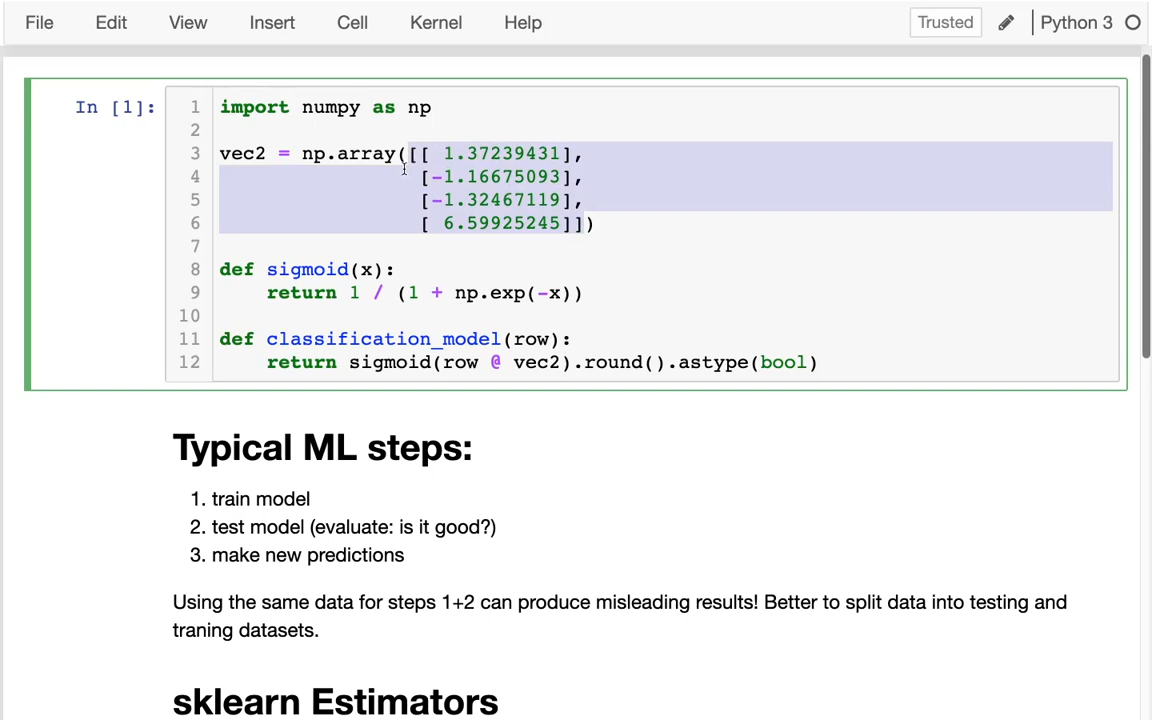 File Edit View Insert Cell Kernel Help Trusted Python 3
In [1]:
1 import numpy as np
2
3 vec2 = np.array([[ 1.37239431],
4 [-1.16675093],
5 [-1.32467119],
6 [ 6.59925245]])
7
8 def sigmoid(x):
9 return 1 / (1 + np.exp(-x))
10
11 def classification_model(row):
12 return sigmoid(row @ vec2).round().astype(bool)
Typical ML steps:
1. train model
2. test model (evaluate: is it good?)
3. make new predictions
Using the same data for steps 1+2 can produce misleading results! Better to split data into testing and
traning datasets.
sklearn Estimators